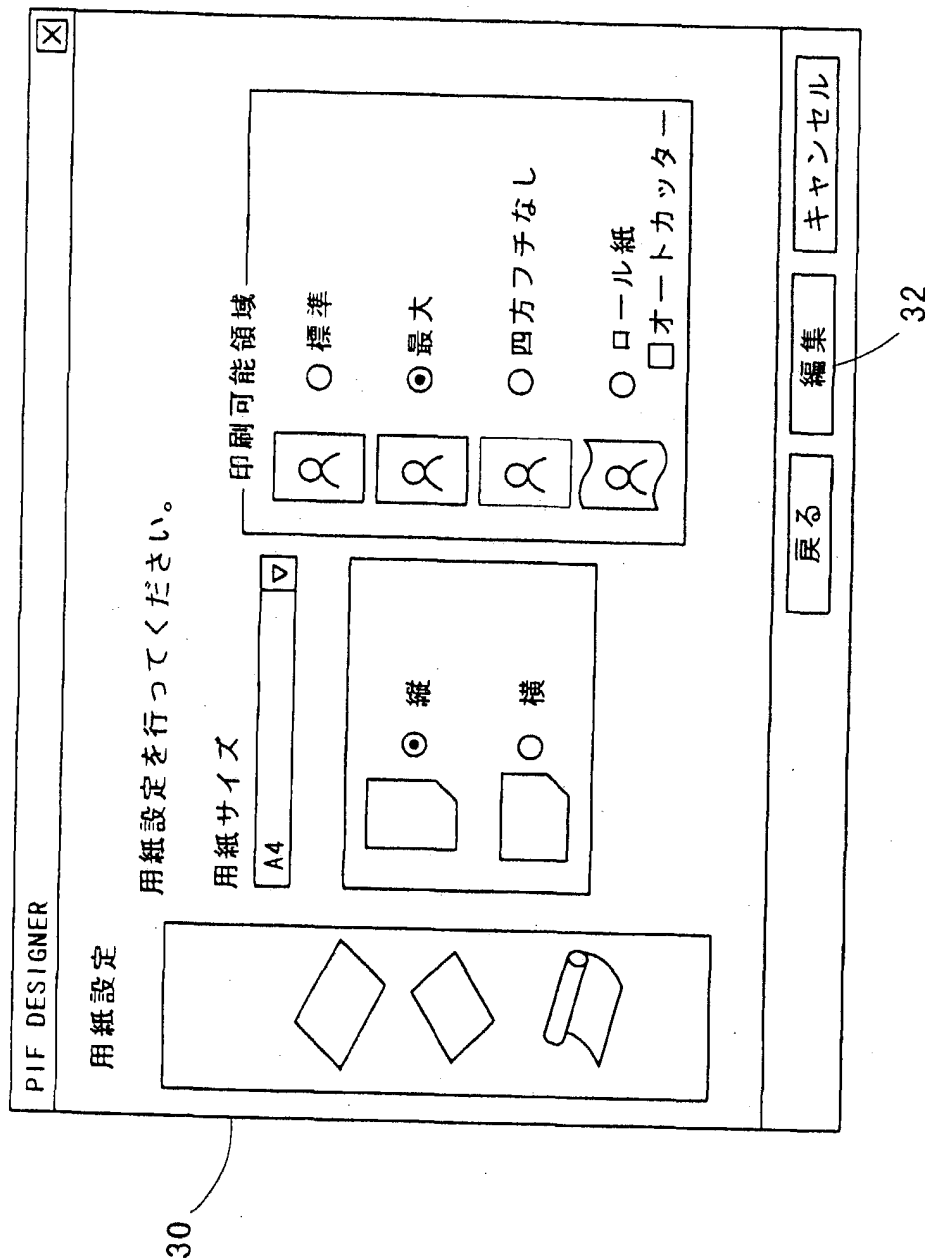 PIF DESIGNER
X
用紙設定
用紙設定を行ってください。
用紙サイズ
A4
縦
横
印刷可能領域
標準
最大
四方フチなし
ロール紙
オートカッター
戻る
編集
キャンセル
30
32